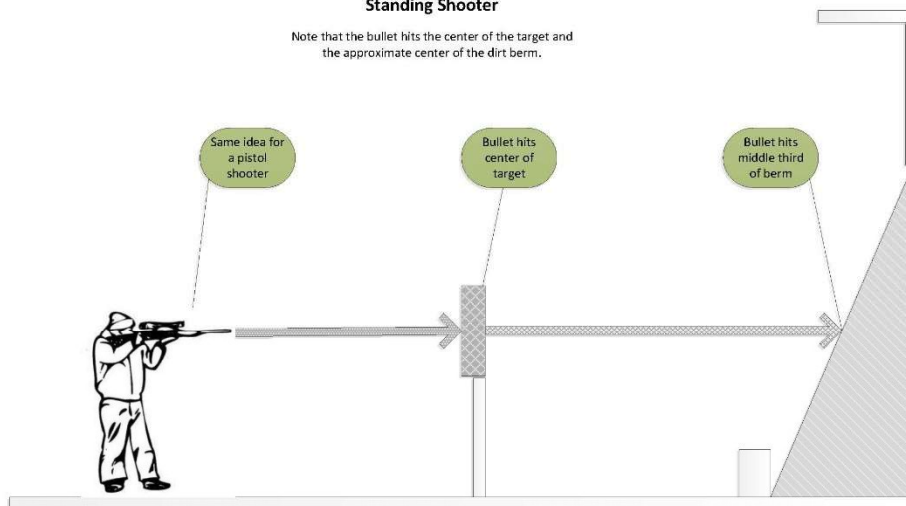 Standing Shooter
Note that the bullet hits the center of the target and
the approximate center of the dirt berm.
Same idea for
a pistol
shooter
Bullet hits
center of
target
Bullet hits
middle third
of berm